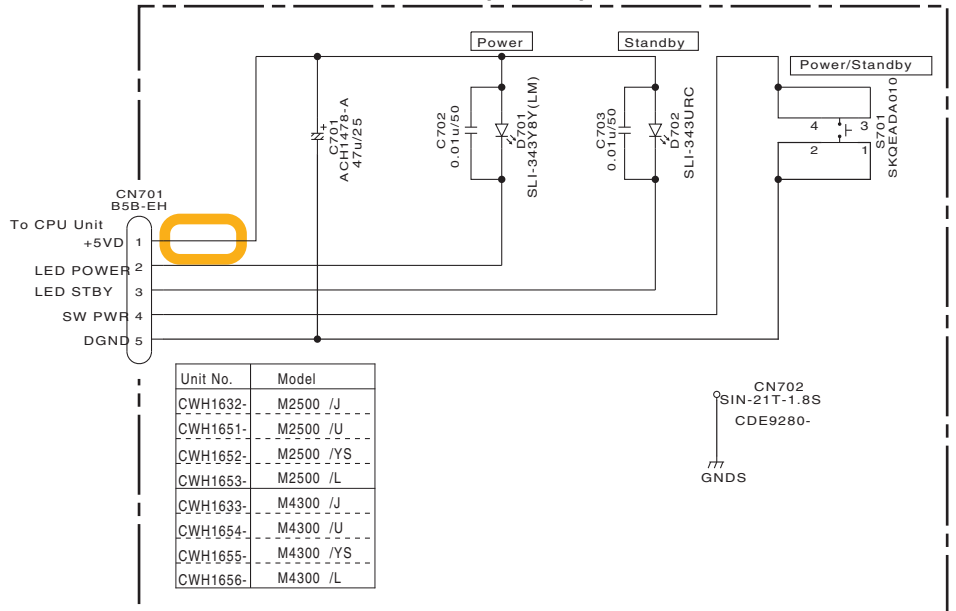 Power
Standby
Power/Standby
C701
ACH1478-A
47u/25
+
C702
0.01u/50
D701
SLI-343Y8Y(LM)
C703
0.01u/50
D702
SLI-343URC
4 3
2 1
S701
SKQEADA010
CN701
B5B-EH
To CPU Unit
+5VD 1
LED POWER 2
LED STBY 3
SW PWR 4
DGND 5
Unit No. Model
CWH1632- M2500 /J
CWH1651- M2500 /U
CWH1652- M2500 /YS
CWH1653- M2500 /L
CWH1633- M4300 /J
CWH1654- M4300 /U
CWH1655- M4300 /YS
CWH1656- M4300 /L
CN702
SIN-21T-1.8S
CDE9280-
GNDS